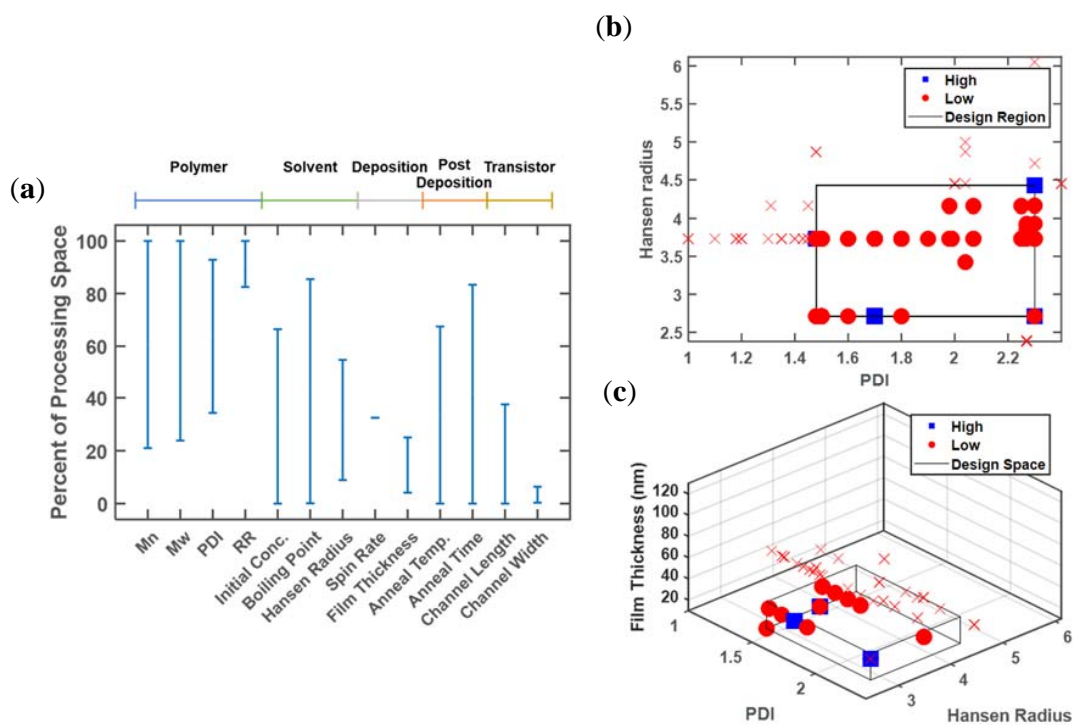 (a)
Polymer
Solvent
Deposition
Post
Deposition
Transistor
Percent of Processing Space
100
80
60
40
20
0
Mn
Mw
PDI
RR
Initial Conc.
Boiling Point
Hansen Radius
Spin Rate
Film Thickness
Anneal Temp.
Anneal Time
Channel Length
Channel Width
(b)
Hansen radius
6
5.5
5
4.5
4
3.5
3
2.5
1
1.2
1.4
1.6
1.8
2
2.2
PDI
High
Low
Design Region
(c)
Film Thickness (nm)
120
100
80
60
40
20
1
1.5
2
PDI
3
4
5
6
Hansen Radius
High
Low
Design Space